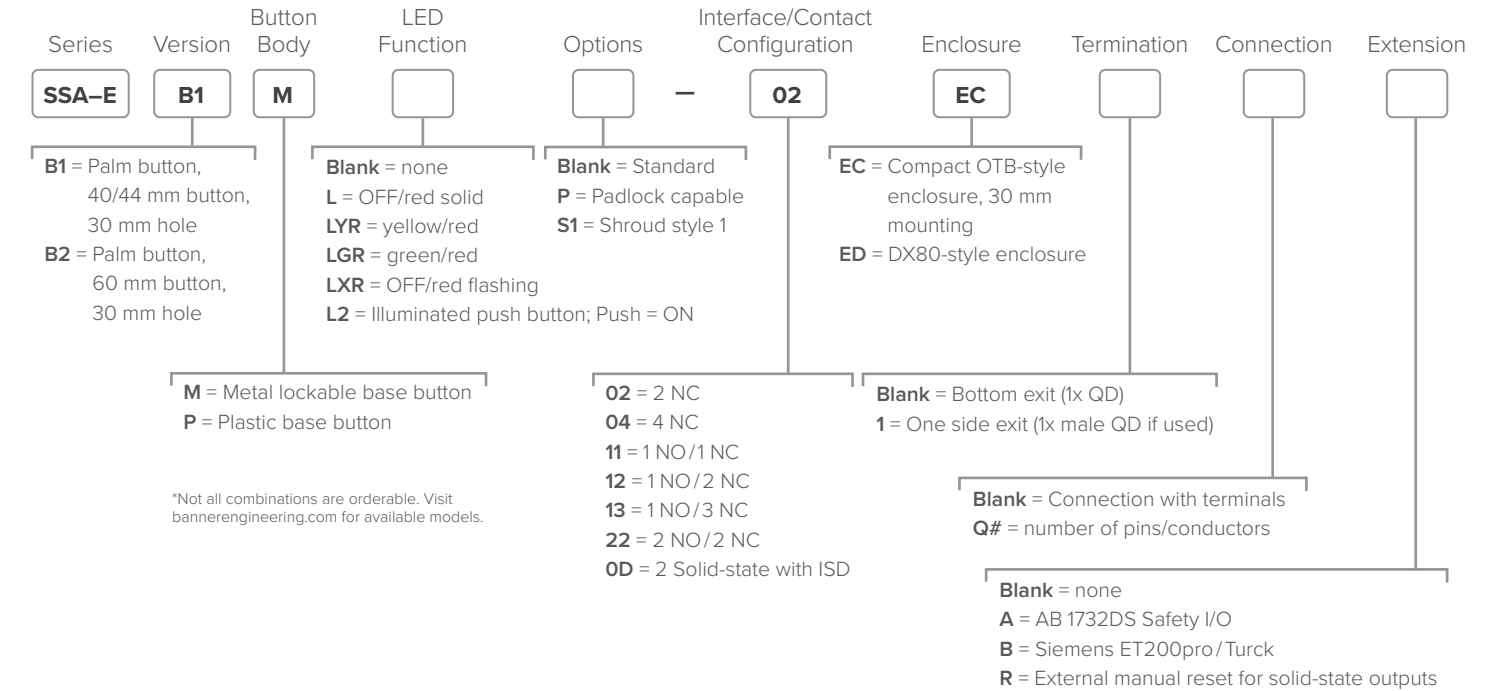 Series
Version
Button
Body
LED
Function
Options
Interface/Contact
Configuration
Enclosure
Termination
Connection
Extension
SSA–E
B1
M
–
02
EC
B1 = Palm button,
40/44 mm button,
30 mm hole
B2 = Palm button,
60 mm button,
30 mm hole
Blank = none
L = OFF/red solid
LYR = yellow/red
LGR = green/red
LXR = OFF/red flashing
L2 = Illuminated push button; Push = ON
Blank = Standard
P = Padlock capable
S1 = Shroud style 1
EC = Compact OTB-style
enclosure, 30 mm
mounting
ED = DX80-style enclosure
M = Metal lockable base button
P = Plastic base button
*Not all combinations are orderable. Visit
bannerengineering.com for available models.
02 = 2 NC
04 = 4 NC
11 = 1 NO/1 NC
12 = 1 NO/2 NC
13 = 1 NO/3 NC
22 = 2 NO/2 NC
0D = 2 Solid-state with ISD
Blank = Bottom exit (1x QD)
1 = One side exit (1x male QD if used)
Blank = Connection with terminals
Q# = number of pins/conductors
Blank = none
A = AB 1732DS Safety I/O
B = Siemens ET200pro/Turck
R = External manual reset for solid-state outputs